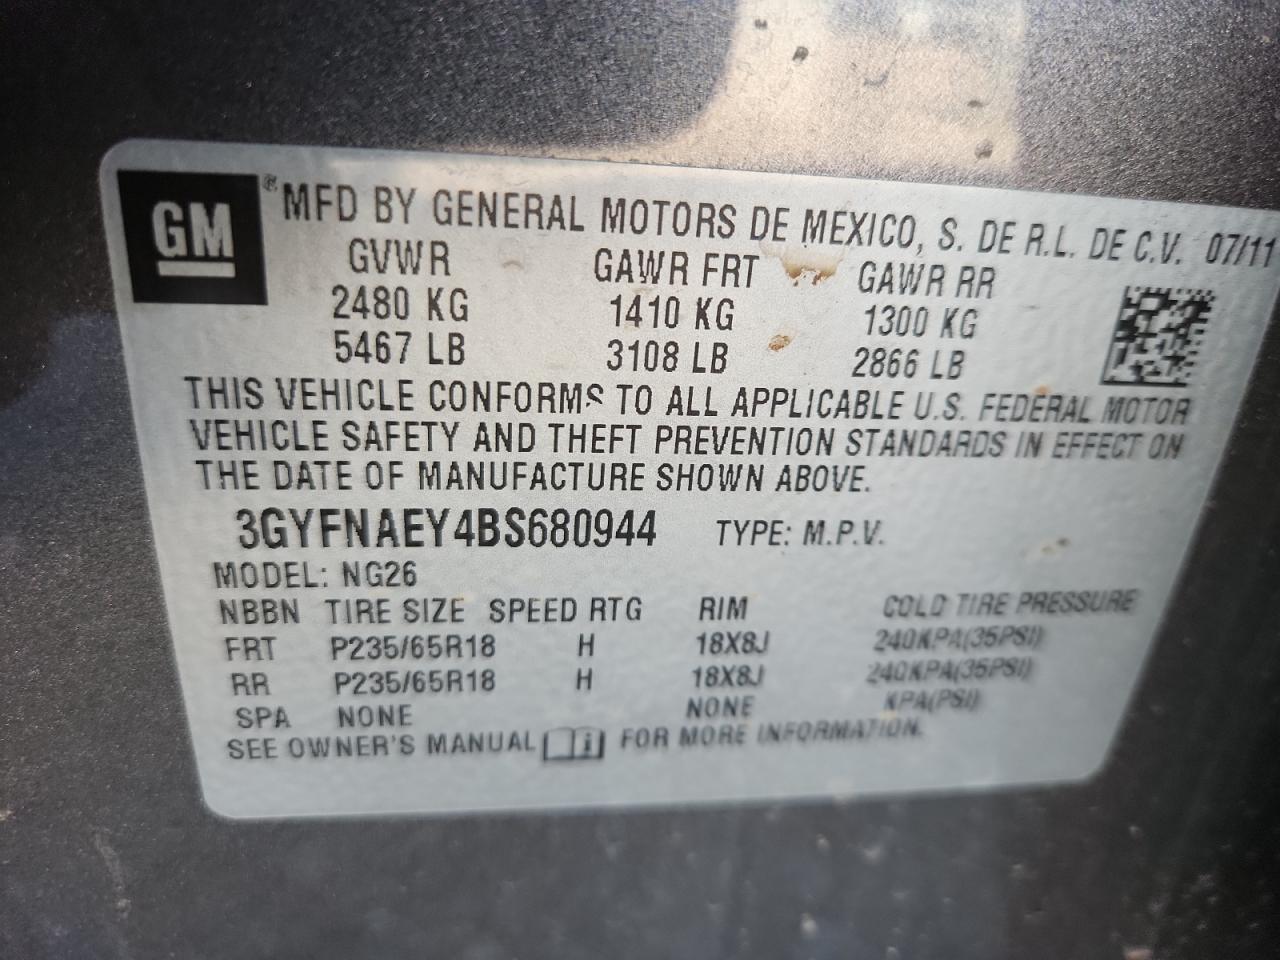 GM
® MFD BY GENERAL MOTORS DE MEXICO, S. DE R.L. DE C.V. 07/11
GVWR GAWR FRT GAWR RR
2480 KG 1410 KG 1300 KG
5467 LB 3108 LB 2866 LB
THIS VEHICLE CONFORMS TO ALL APPLICABLE U.S. FEDERAL MOTOR
VEHICLE SAFETY AND THEFT PREVENTION STANDARDS IN EFFECT ON
THE DATE OF MANUFACTURE SHOWN ABOVE.
3GYFNAEY4BS680944 TYPE: M.P.V.
MODEL: NG26
NBBN TIRE SIZE SPEED RTG RIM COLD TIRE PRESSURE
FRT P235/65R18 H 18X8J 240KPA(35PSI)
RR P235/65R18 H 18X8J 240KPA(35PSI)
SPA NONE NONE KPA(PSI)
SEE OWNER'S MANUAL i FOR MORE INFORMATION.